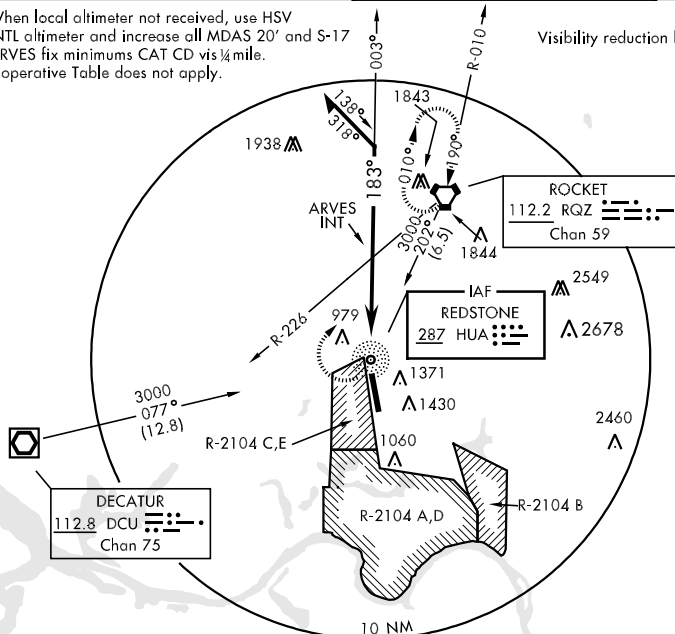 When local altimeter not received, use HSV
INTL altimeter and increase all MDAS 20' and S-17
ARVES fix minimums CAT CD vis ¼ mile.
Inoperative Table does not apply.
Visibility reduction
003°
R-010
138°
318°
1843
1938
010°
190°
183°
ROCKET
112.2 RQZ
Chan 59
ARVES
INT
3000
202°
(6.5)
1844
IAF
REDSTONE
287 HUA
2549
2678
R-226
979
1371
1430
3000
077°
(12.8)
R-2104 C,E
1060
2460
DECATUR
112.8 DCU
Chan 75
R-2104 A,D
R-2104 B
10 NM